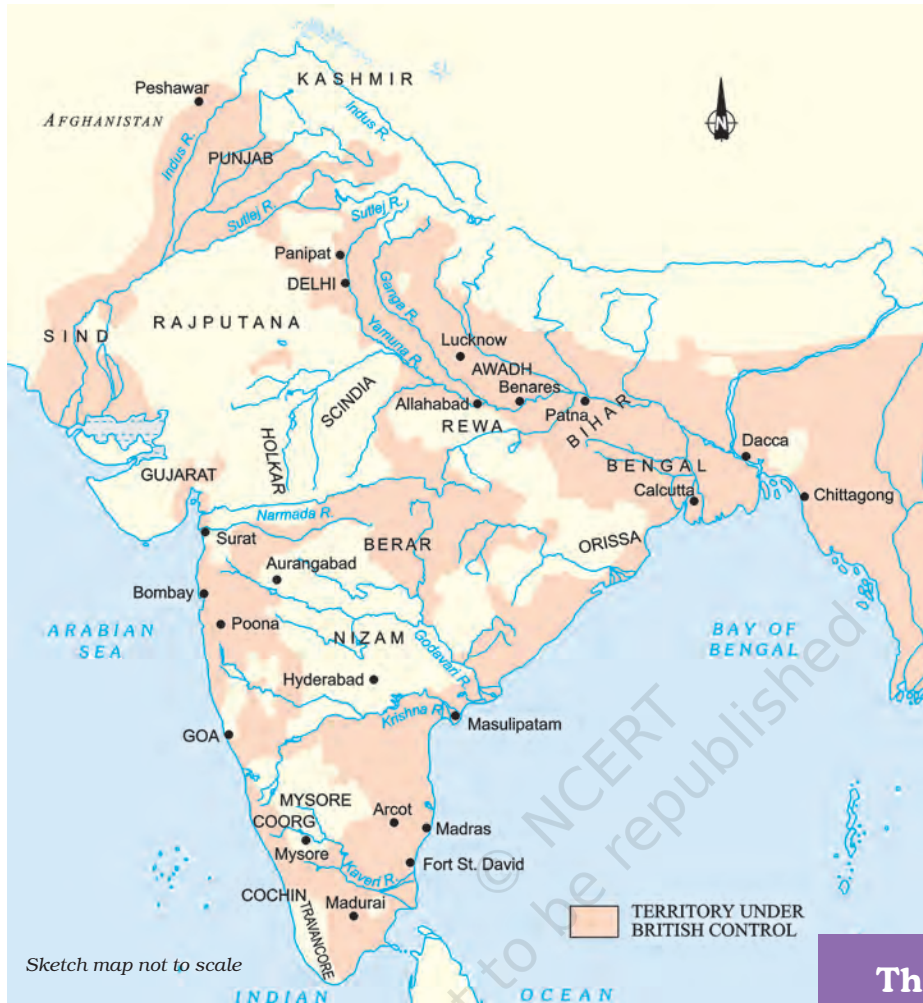 KASHMIR
Peshawar
AFGHANISTAN
Indus R.
Indus R.
N
PUNJAB
Sutlej R.
Sutlej R.
Panipat
DELHI
Ganga R.
Yamuna R.
SIND
RAJPUTANA
Lucknow
AWADH
Benares
SCINDIA
Allahabad
Patna
REWA
BIHAR
HOLKAR
Dacca
BENGAL
GUJARAT
Calcutta
Chittagong
Narmada R.
Surat
BERAR
ORISSA
Aurangabad
Bombay
Poona
ARABIAN
SEA
NIZAM
Godavari R.
BAY OF
BENGAL
Hyderabad
Krishna R.
Masulipatam
GOA
MYSORE
COORG
Arcot
Madras
Mysore
Kaveri R.
Fort St. David
COCHIN
TRAVANCORE
Madurai
TERRITORY UNDER
BRITISH CONTROL
Sketch map not to scale
INDIAN OCEAN
Th
© NCERT
t to be republished